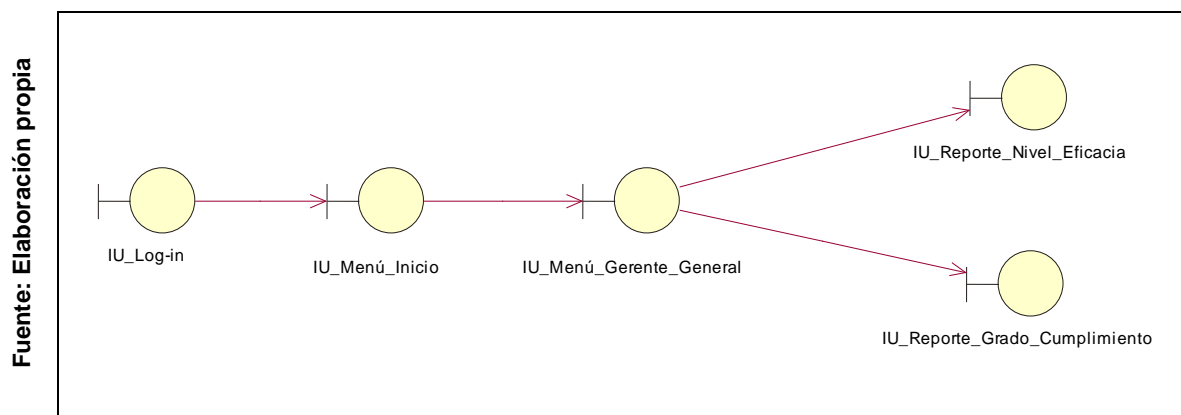 Fuente: Elaboración propia
IU_Log-in
IU_Menú_Inicio
IU_Menú_Gerente_General
IU_Reporte_Nivel_Eficacia
IU_Reporte_Grado_Cumplimiento